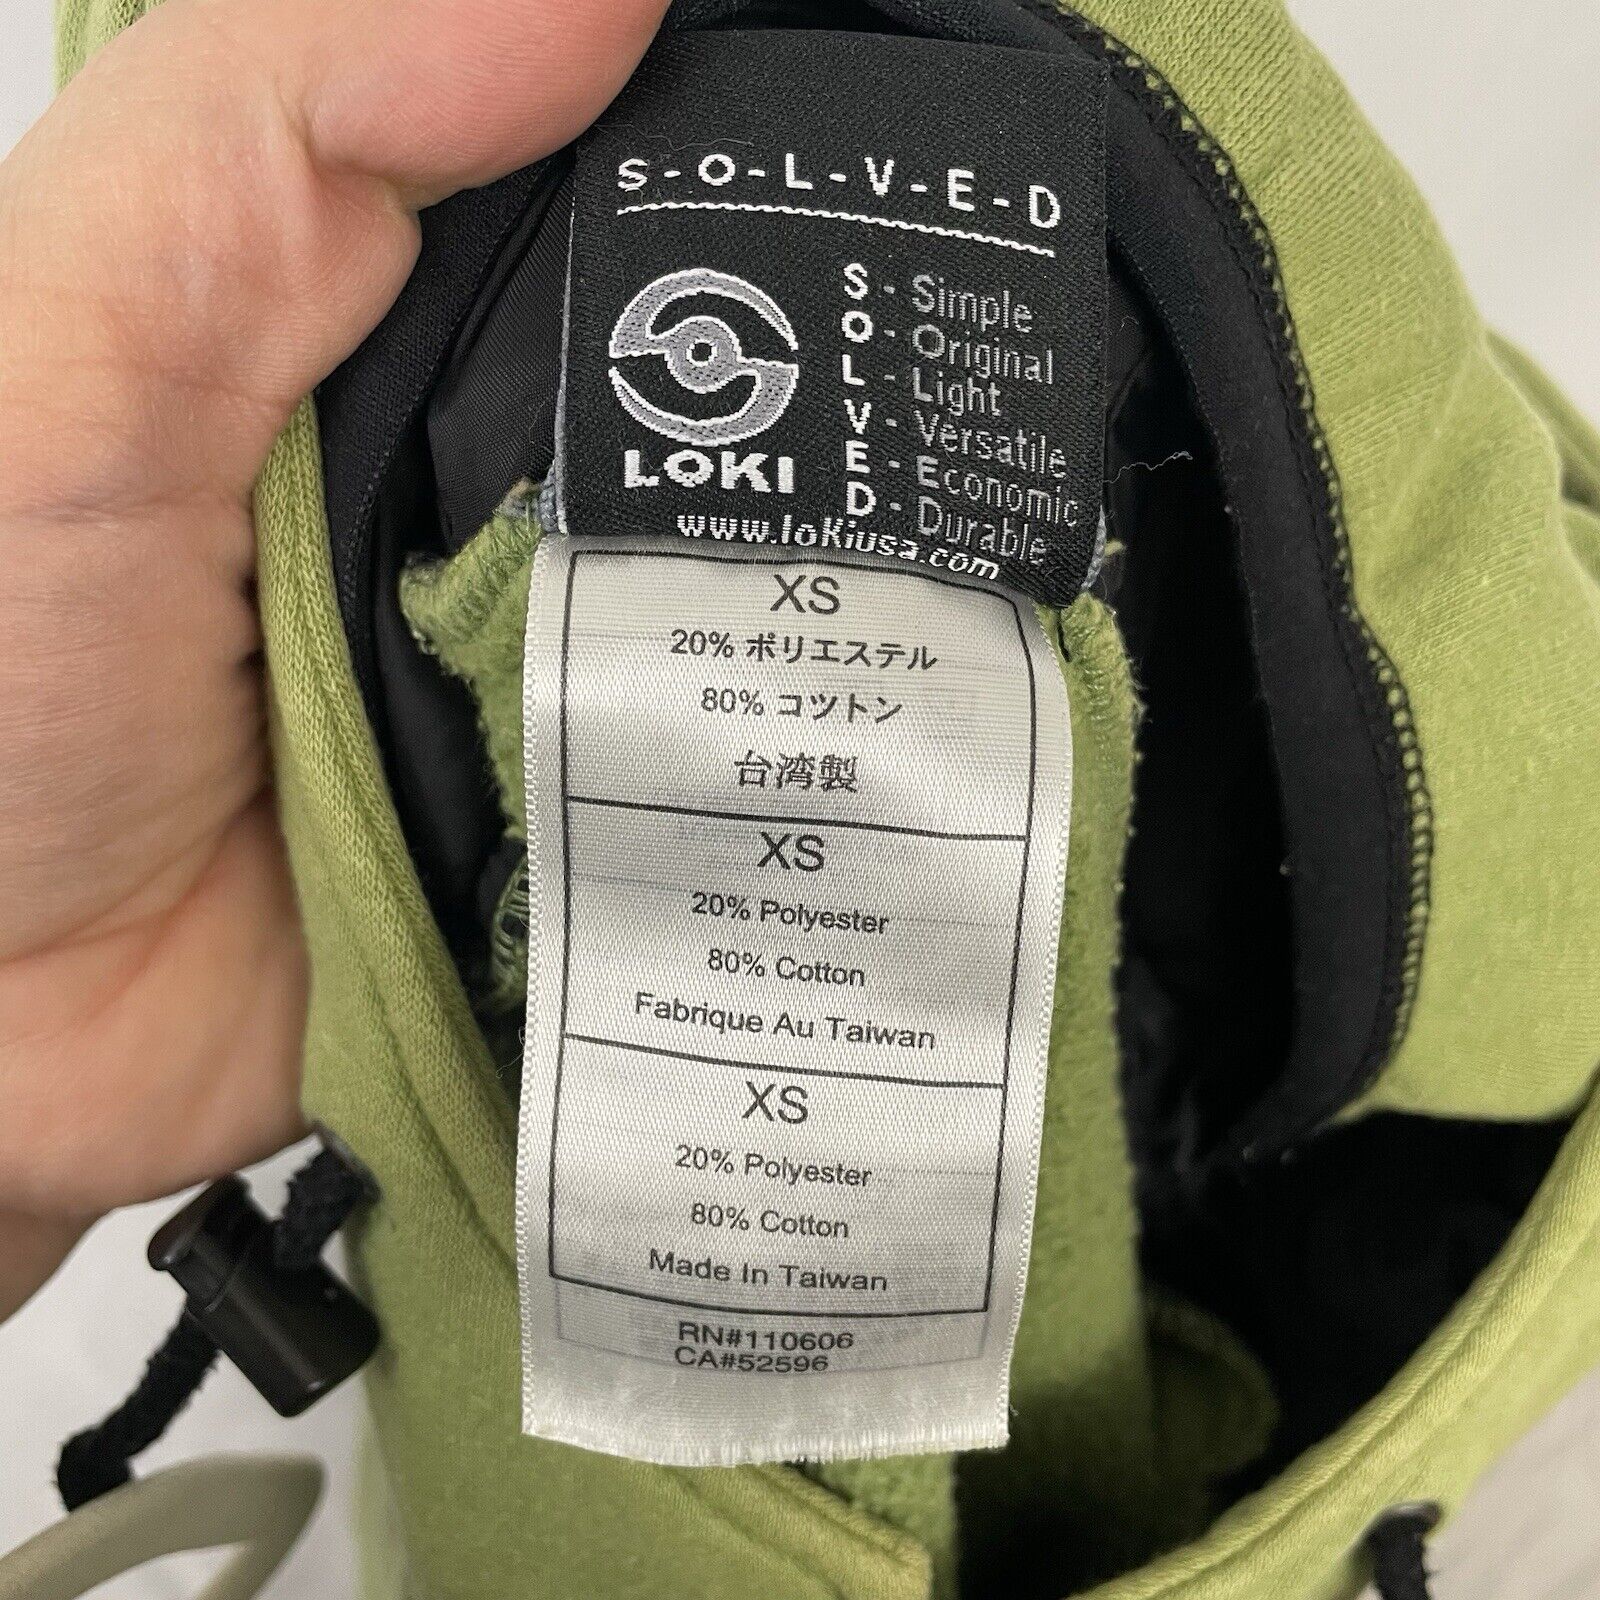 S-O-L-V-E-D
S - Simple
O - Original
L - Light
V - Versatile
E - Economic
D - Durable
LOKI
www.loKiusa.com
XS
20% ポリエステル
80% コツトン
台湾製
XS
20% Polyester
80% Cotton
Fabrique Au Taiwan
XS
20% Polyester
80% Cotton
Made In Taiwan
RN#110606
CA#52596